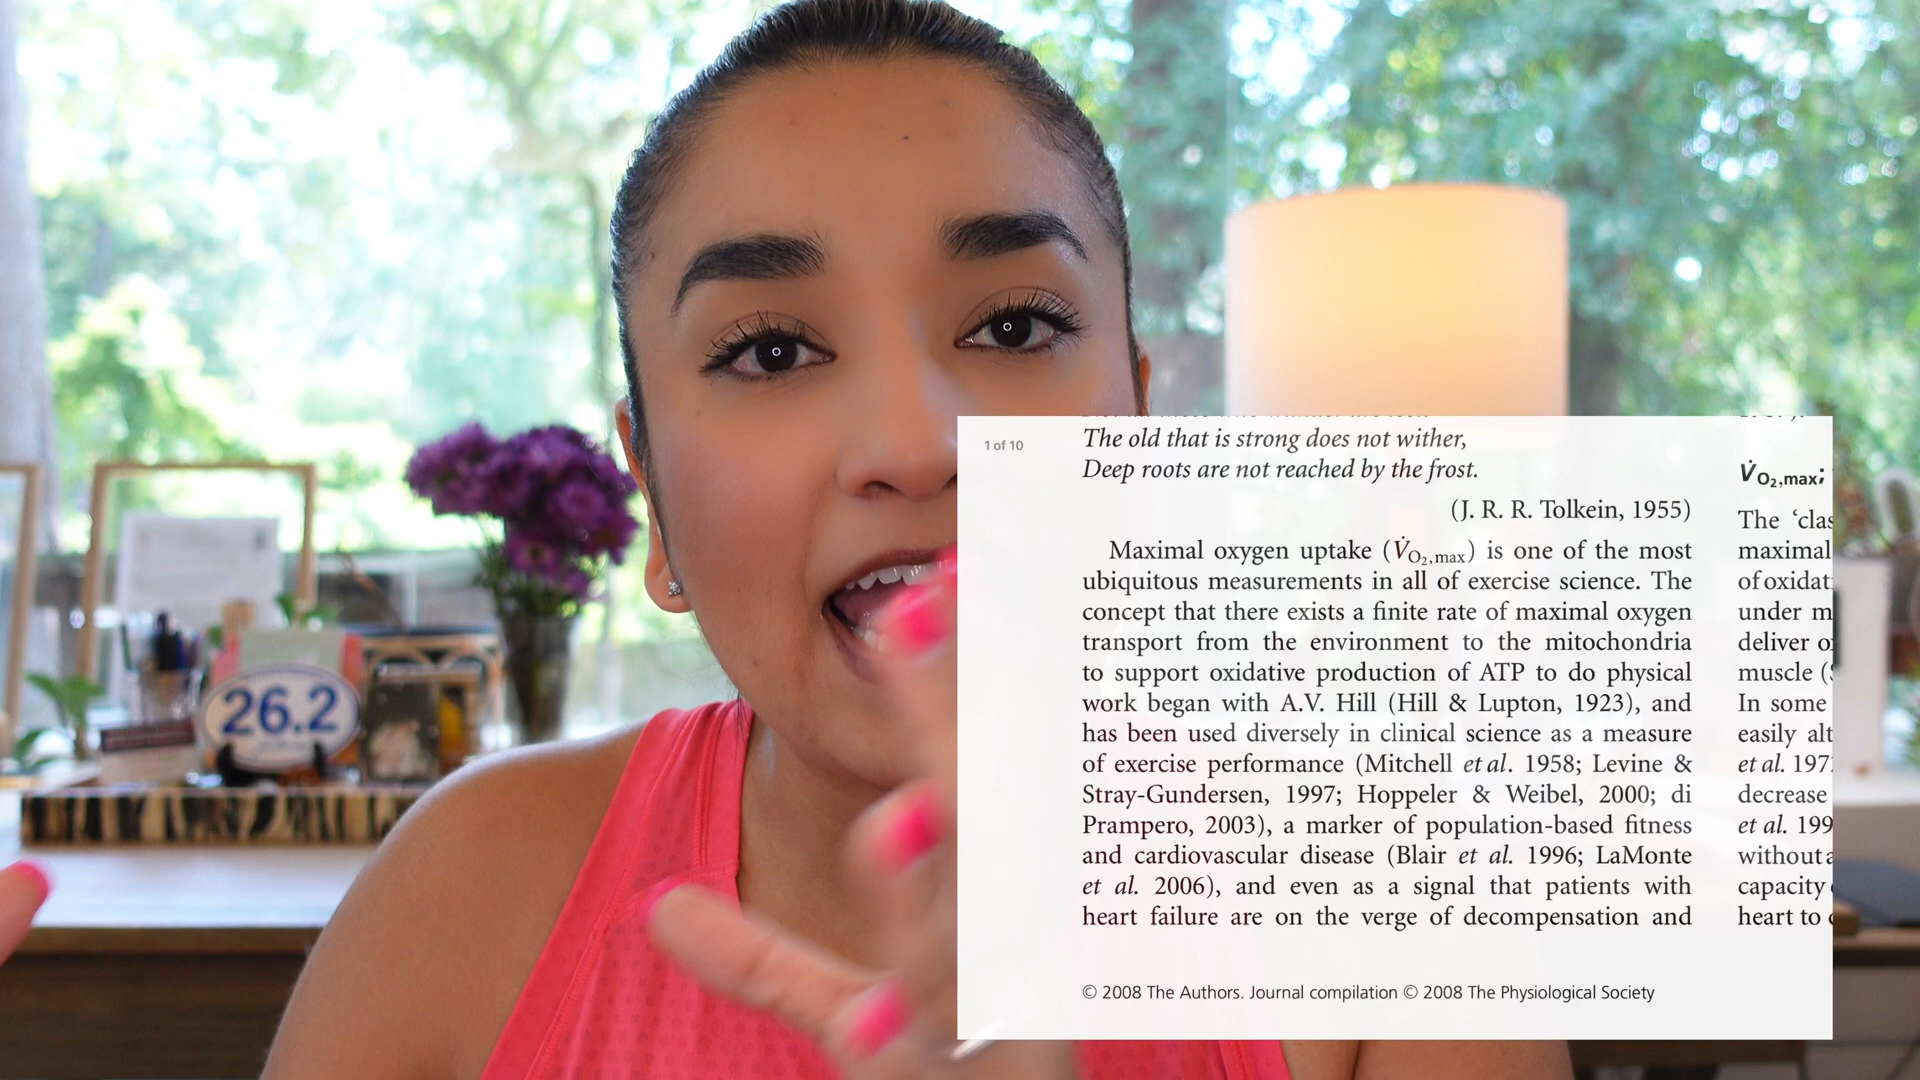 26.2
1 of 10
The old that is strong does not wither,
Deep roots are not reached by the frost.
(J. R. R. Tolkein, 1955)
Maximal oxygen uptake (V̇O₂,max) is one of the most
ubiquitous measurements in all of exercise science. The
concept that there exists a finite rate of maximal oxygen
transport from the environment to the mitochondria
to support oxidative production of ATP to do physical
work began with A.V. Hill (Hill & Lupton, 1923), and
has been used diversely in clinical science as a measure
of exercise performance (Mitchell et al. 1958; Levine &
Stray-Gundersen, 1997; Hoppeler & Weibel, 2000; di
Prampero, 2003), a marker of population-based fitness
and cardiovascular disease (Blair et al. 1996; LaMonte
et al. 2006), and even as a signal that patients with
heart failure are on the verge of decompensation and
V̇O₂,max;
The ‘clas
maximal
of oxidat
under m
deliver o
muscle (
In some
easily alt
et al. 197
decrease
et al. 199
without a
capacity
heart to
© 2008 The Authors. Journal compilation © 2008 The Physiological Society